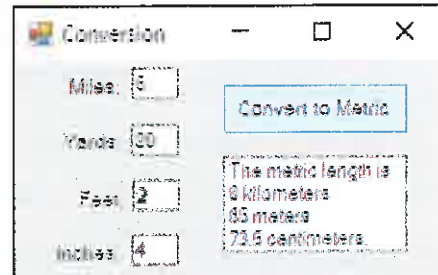 Conversion
Miles: 5
Convert to Metric
Yards: 20
Feet: 2
Inches: 4
The metric length is
8 kilometers
65 meters
73.5 centimeters.